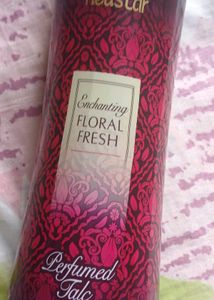 Enchanting
FLORAL
FRESH
Perfumed
Talc